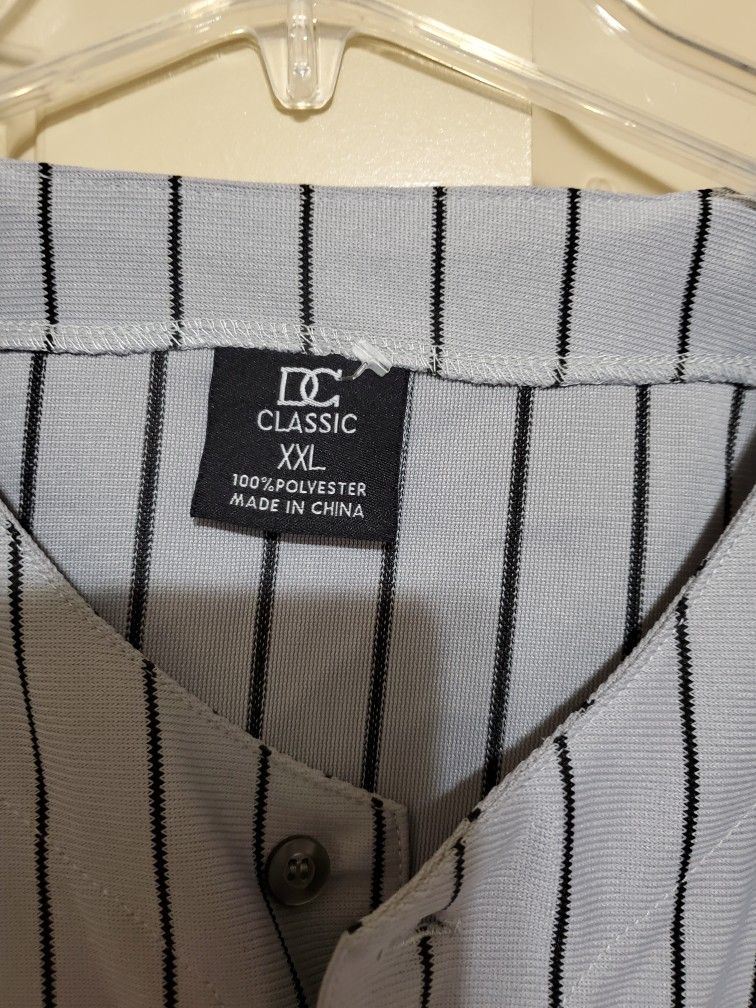 DC
CLASSIC
XXL
100%POLYESTER
MADE IN CHINA